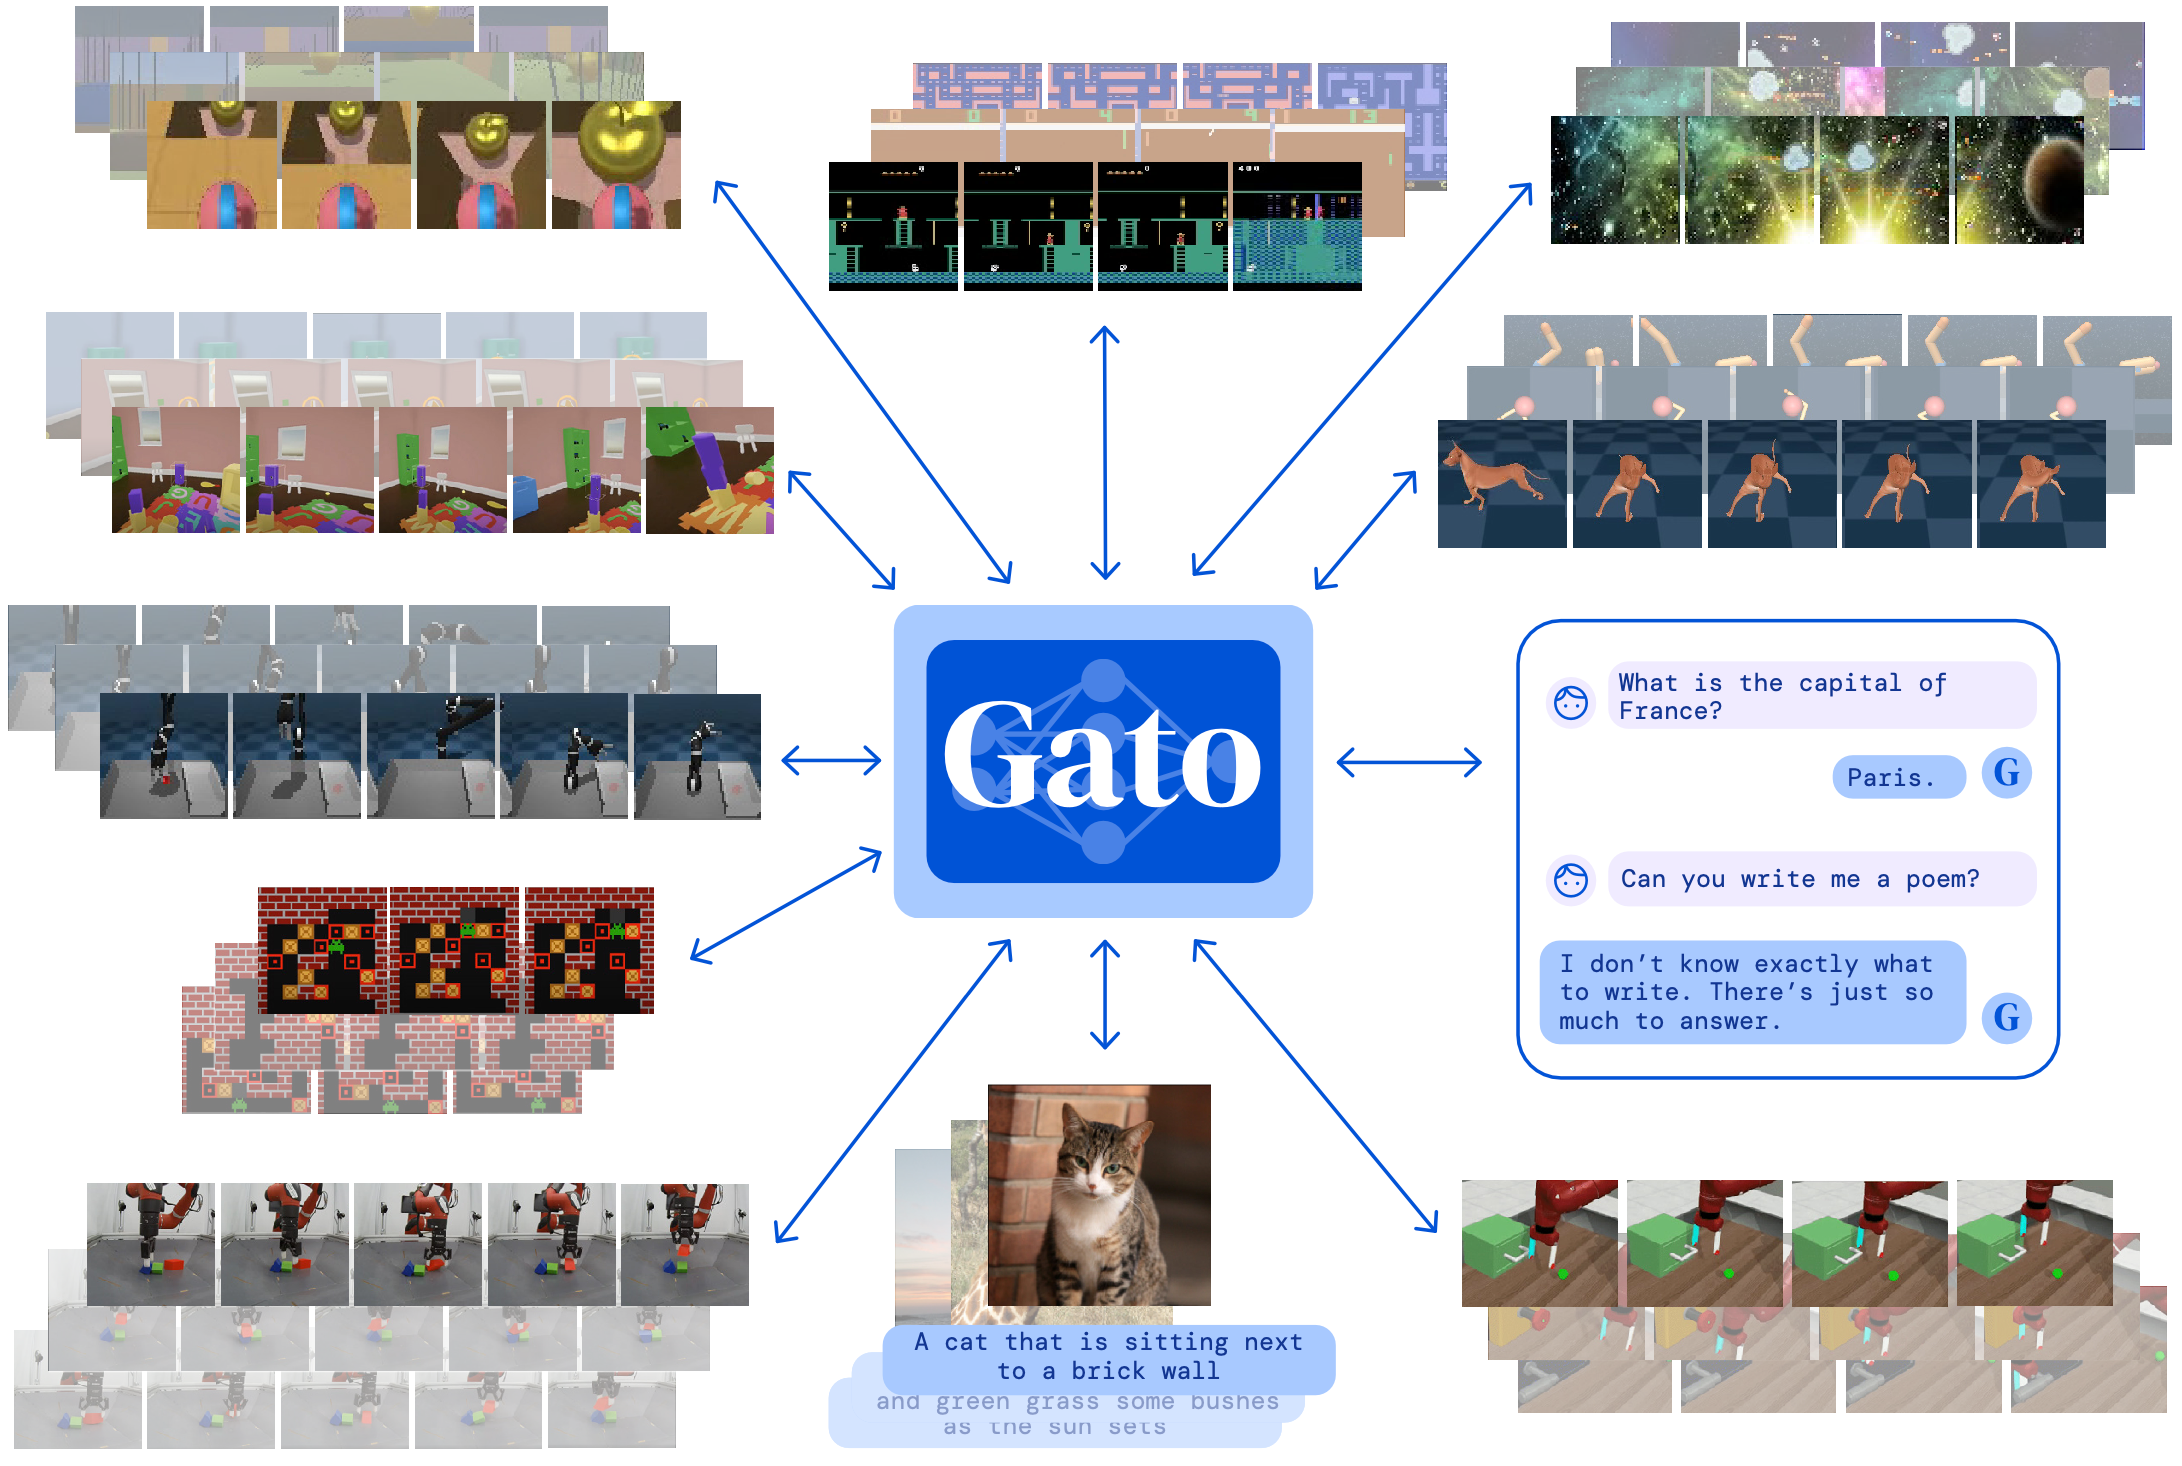 Gato
What is the capital of
France?
Paris.
G
Can you write me a poem?
I don’t know exactly what
to write. There’s just so
much to answer.
G
A cat that is sitting next
to a brick wall
and green grass some bushes
as the sun sets